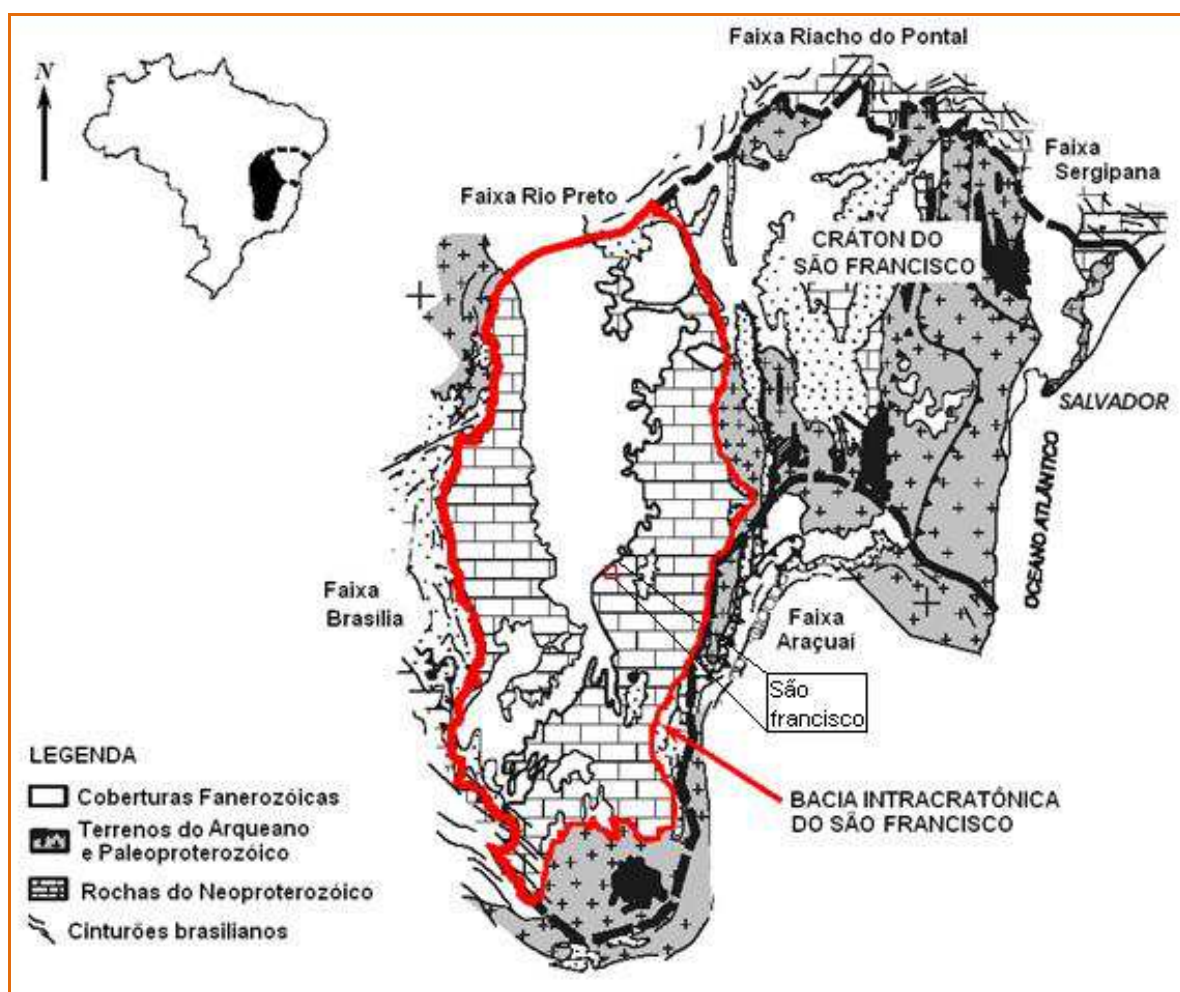 Faixa Riacho do Pontal
N
Faixa
Sergipana
Faixa Rio Preto
CRÁTON DO
SÃO FRANCISCO
SALVADOR
OCEANO ATLÂNTICO
Faixa
Brasília
Faixa
Araçuaí
São
francisco
LEGENDA
Coberturas Fanerozóicas
Terrenos do Arqueano
e Paleoproterozóico
Rochas do Neoproterozóico
Cinturões brasilianos
BACIA INTRACRATÔNICA
DO SÃO FRANCISCO